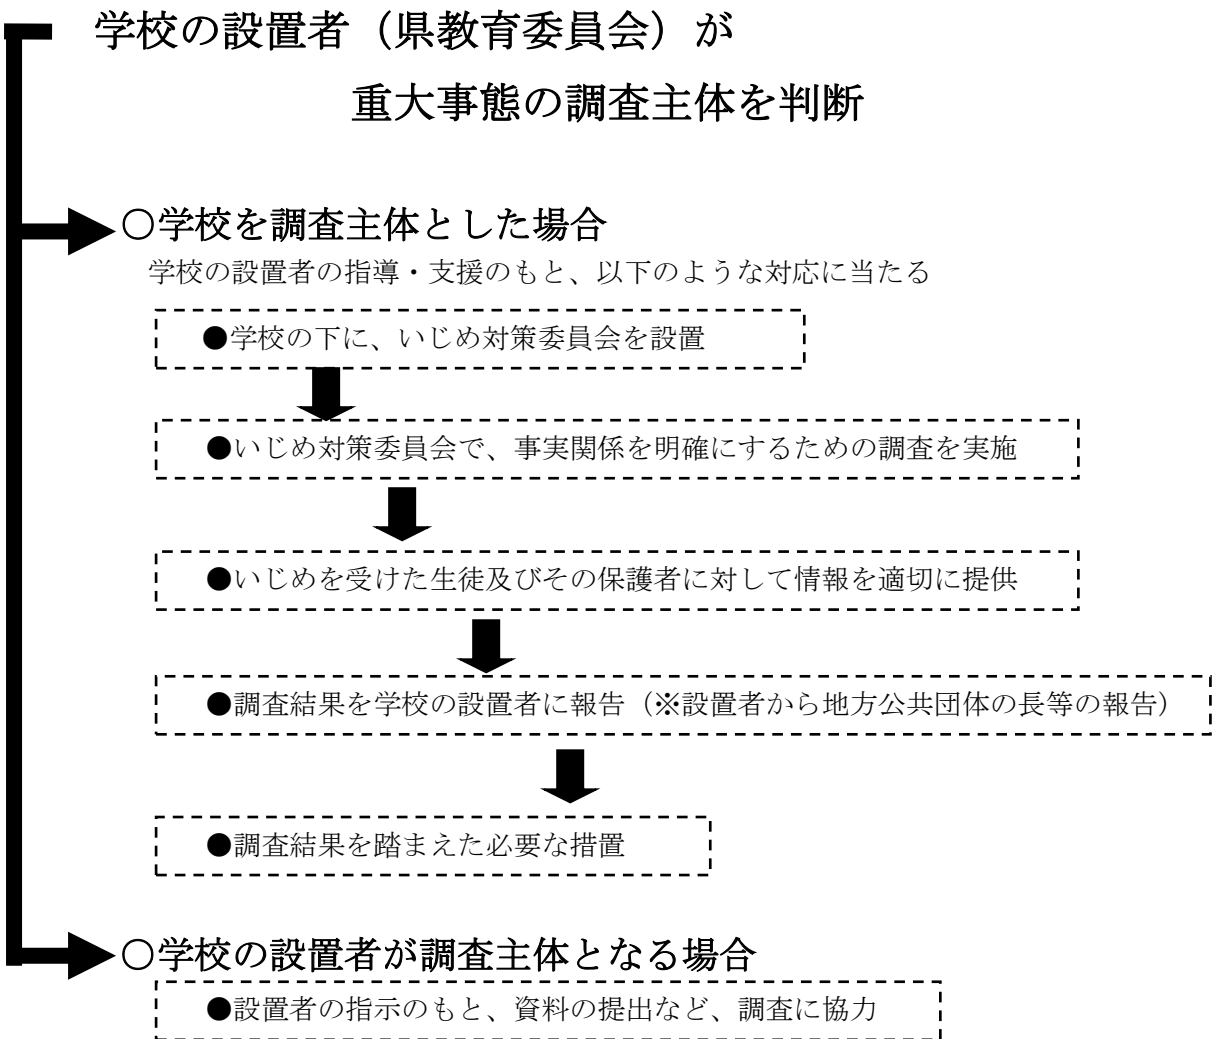 学校の設置者（県教育委員会）が
重大事態の調査主体を判断
〇学校を調査主体とした場合
学校の設置者の指導・支援のもと、以下のような対応に当たる
●学校の下に、いじめ対策委員会を設置
●いじめ対策委員会で、事実関係を明確にするための調査を実施
●いじめを受けた生徒及びその保護者に対して情報を適切に提供
●調査結果を学校の設置者に報告（※設置者から地方公共団体の長等の報告）
●調査結果を踏まえた必要な措置
〇学校の設置者が調査主体となる場合
●設置者の指示のもと、資料の提出など、調査に協力